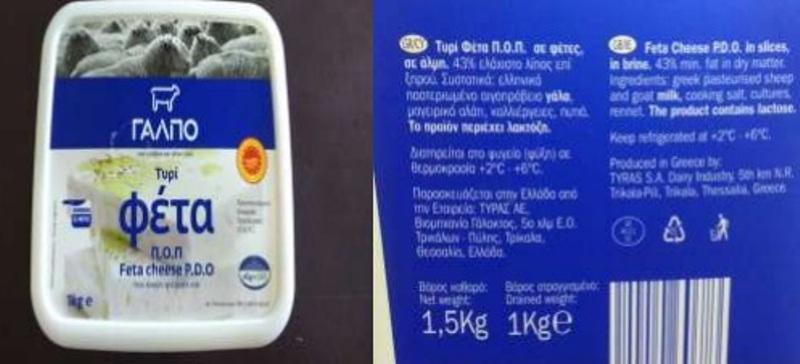 ΓΑΛΠΟ
Τυρί
φέτα
Π.Ο.Π
Feta cheese P.D.O
1kg e
GR/CY Τυρί Φέτα Π.Ο.Π. σε φέτες,
σε άλμη. 43% ελάχιστο λίπος επί
ξηρού. Συστατικά: ελληνικό
παστεριωμένο αιγοπρόβειο γάλα,
μαγειρικό αλάτι, καλλιέργειες, πυτιά.
Το προϊόν περιέχει λακτόζη.
Διατηρείται στο ψυγείο (ψύξη) σε
θερμοκρασία +2°C - +6°C.
Παρασκευάζεται στην Ελλάδα από
την Εταιρεία: ΤΥΡΑΣ ΑΕ,
Βιομηχανία Γάλακτος, 5ο χλμ Ε.Ο.
Τρικάλων - Πύλης, Τρίκαλα,
Θεσσαλία, Ελλάδα.
Βάρος καθαρό:
Net weight:
1,5Kg
Βάρος στραγγισμένο:
Drained weight:
1Kg e
Feta Cheese P.D.O. in slices,
in brine. 43% min. fat in dry matter.
Ingredients: greek pasteurised sheep
and goat milk, cooking salt, cultures,
rennet. The product contains lactose.
Keep refrigerated at +2°C - +6°C.
Produced in Greece by:
TYRAS S.A. Dairy Industry, 5th km N.R.
Trikala-Pili, Trikala, Thessalia, Greece